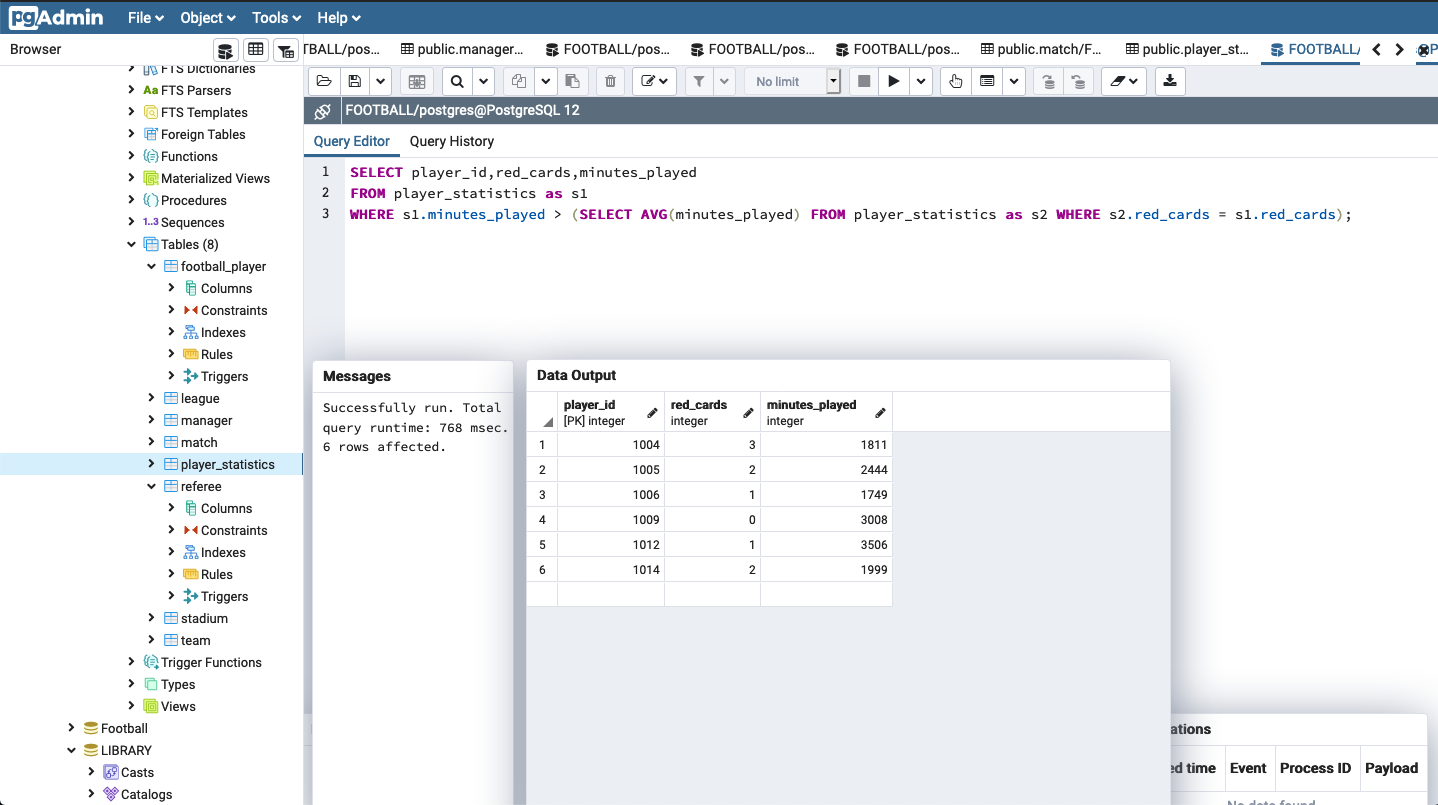 pgAdmin File Object Tools Help
Browser
TBALL/pos... public.manager... FOOTBALL/pos... FOOTBALL/pos... FOOTBALL/pos... public.match/F... public.player_st... FOOTBALL/
No limit
FOOTBALL/postgres@PostgreSQL 12
Query Editor Query History
1 SELECT player_id,red_cards,minutes_played
2 FROM player_statistics as s1
3 WHERE s1.minutes_played > (SELECT AVG(minutes_played) FROM player_statistics as s2 WHERE s2.red_cards = s1.red_cards);
FTS Dictionaries
FTS Parsers
FTS Templates
Foreign Tables
Functions
Materialized Views
Procedures
1..3 Sequences
Tables (8)
football_player
Columns
Constraints
Indexes
Rules
Triggers
league
manager
match
player_statistics
referee
Columns
Constraints
Indexes
Rules
Triggers
stadium
team
Trigger Functions
Types
Views
Football
LIBRARY
Casts
Catalogs
Messages
Successfully run. Total
query runtime: 768 msec.
6 rows affected.
Data Output
player_id red_cards minutes_played
[PK] integer integer integer
1 1004 3 1811
2 1005 2 2444
3 1006 1 1749
4 1009 0 3008
5 1012 1 3506
6 1014 2 1999
ations
ed time Event Process ID Payload
No data found